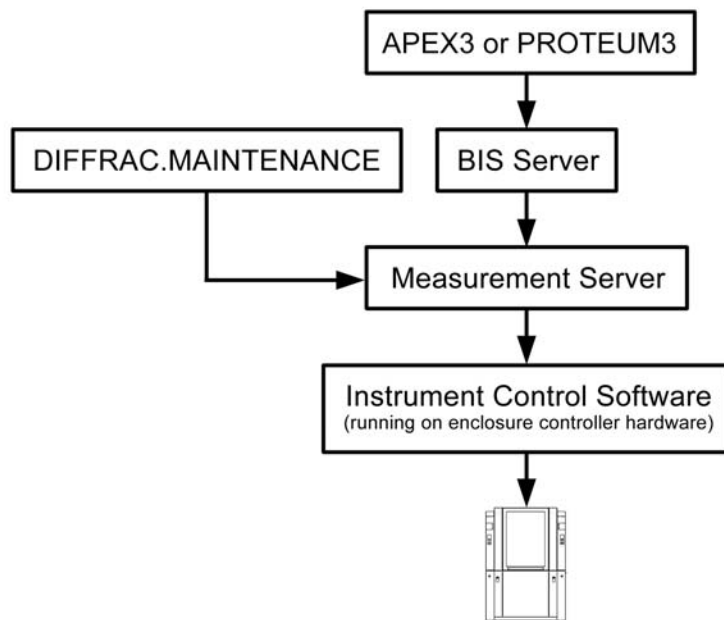 APEX3 or PROTEUM3
DIFFRAC.MAINTENANCE
BIS Server
Measurement Server
Instrument Control Software
(running on enclosure controller hardware)